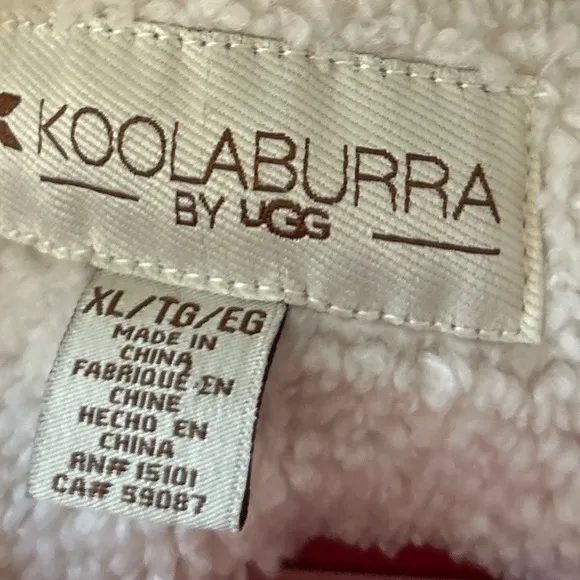 KOOLABURRA
BY UGG
XL/TG/EG
MADE IN
CHINA
FABRIQUÉ EN
CHINE
HECHO EN
CHINA
RN# 15101
CA# 59087